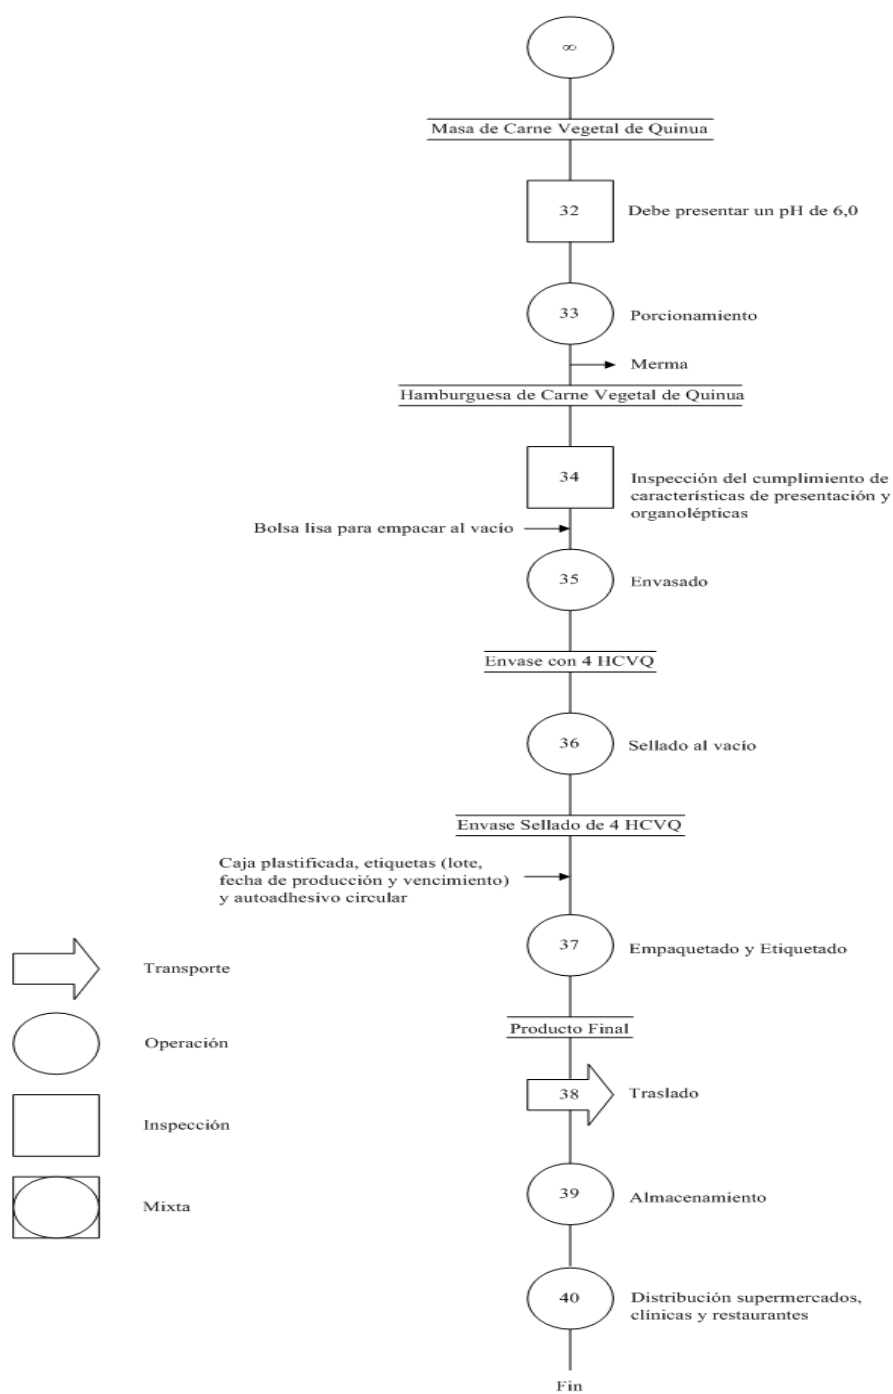 ∞
Masa de Carne Vegetal de Quinua
32
Debe presentar un pH de 6,0
33
Porcionamiento
Merma
Hamburguesa de Carne Vegetal de Quinua
34
Inspección del cumplimiento de
características de presentación y
organolépticas
Bolsa lisa para empacar al vacío
35
Envasado
Envase con 4 HCVQ
36
Sellado al vacío
Envase Sellado de 4 HCVQ
Caja plastificada, etiquetas (lote,
fecha de producción y vencimiento)
y autoadhesivo circular
37
Empaquetado y Etiquetado
Producto Final
38
Traslado
39
Almacenamiento
40
Distribución supermercados,
clínicas y restaurantes
Fin
Transporte
Operación
Inspección
Mixta